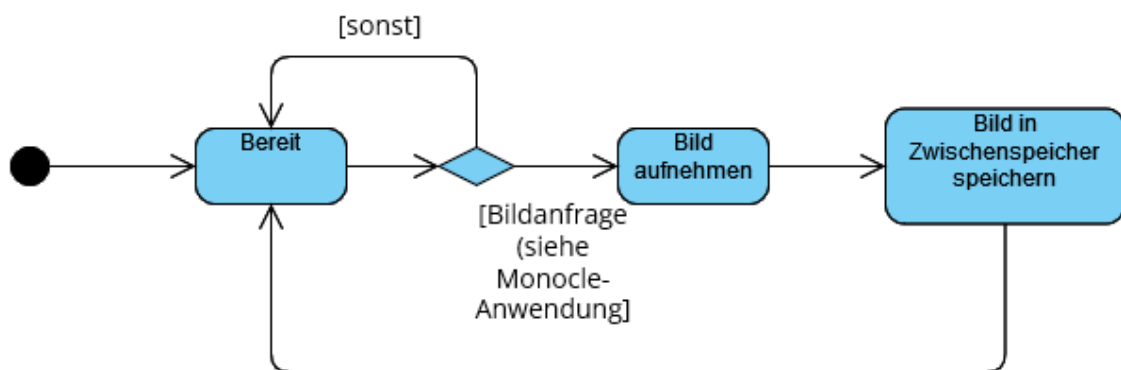 [sonst]
Bereit
Bild
aufnehmen
Bild in
Zwischenspeicher
speichern
[Bildanfrage
(siehe
Monocle-
Anwendung]